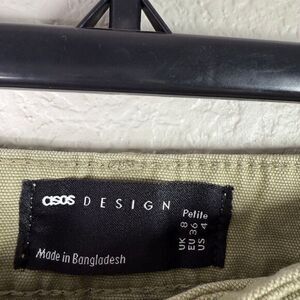 asos DESIGN
Petite
UK 8
EU 36
US 4
Made in Bangladesh